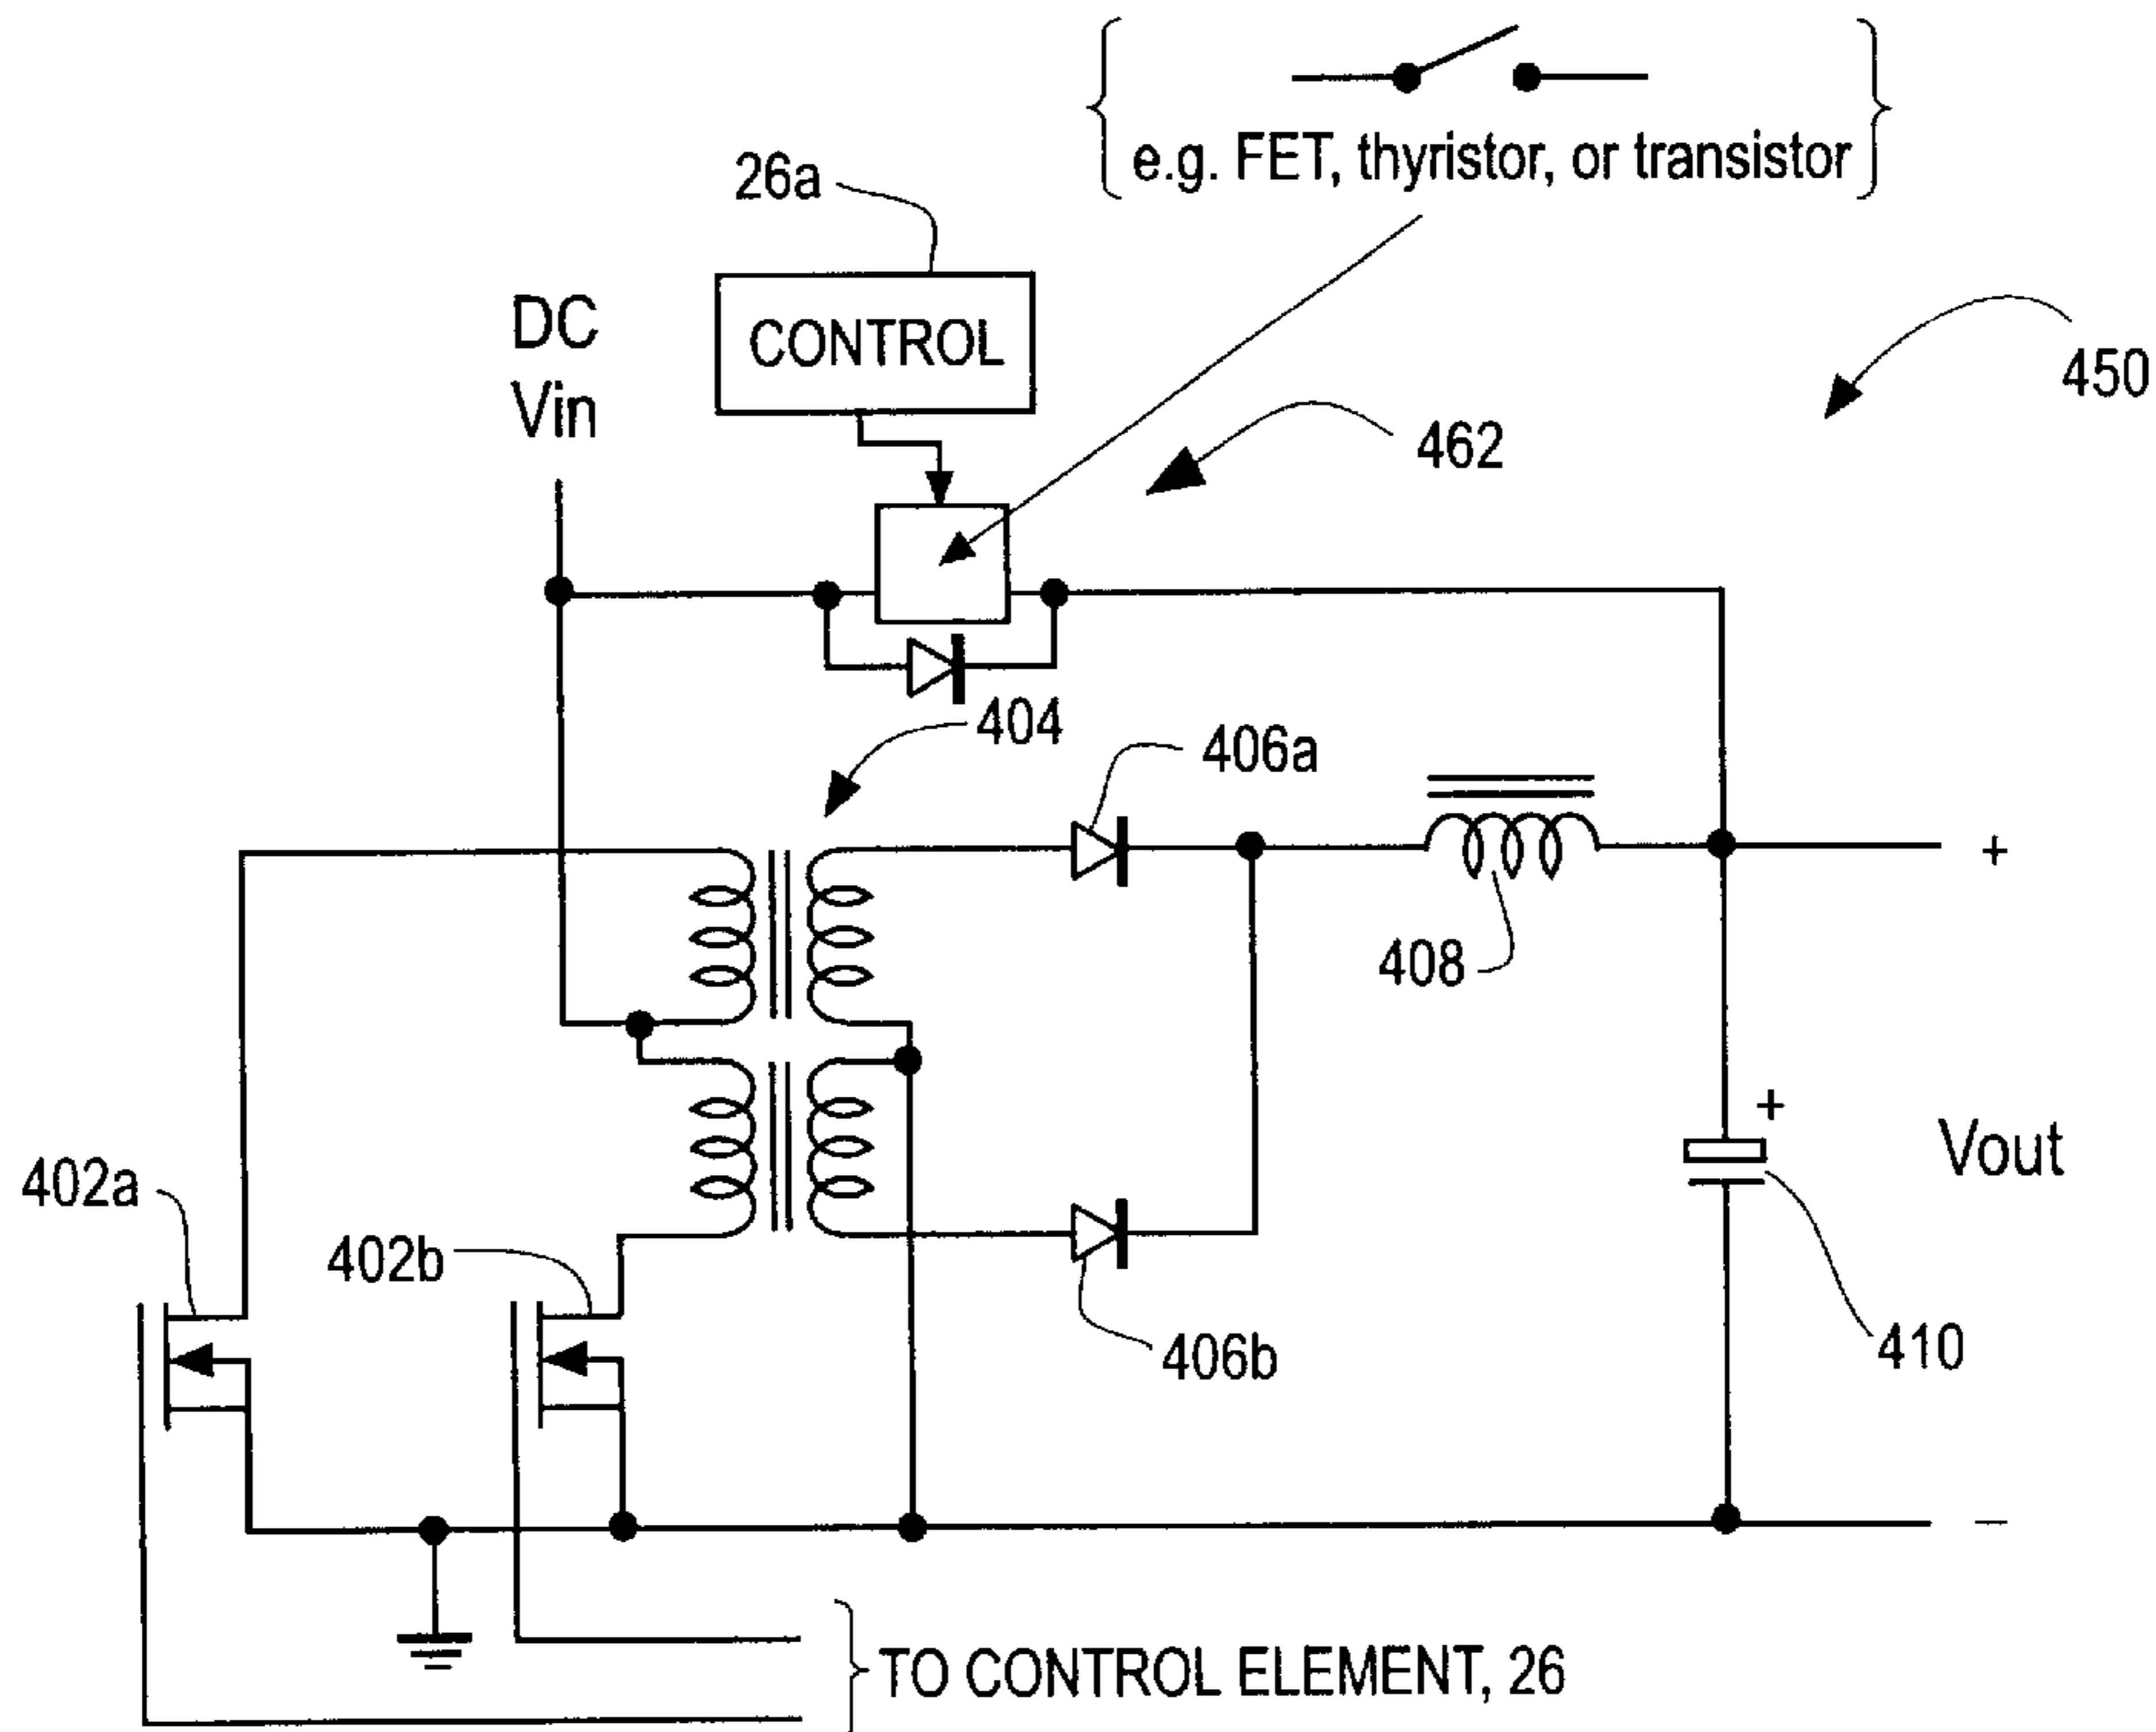 e.g. FET, thyristor, or transistor
26a
DC
Vin
CONTROL
450
462
404
406a
+
408
+
Vout
402a
402b
406b
410
–
TO CONTROL ELEMENT, 26